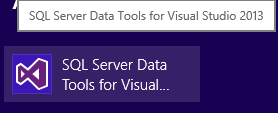 SQL Server Data Tools for Visual Studio 2013
SQL Server Data
Tools for Visual...